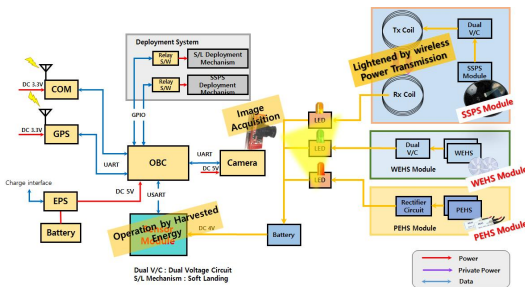 Deployment System
Relay S/W
S/L Deployment Mechanism
Relay S/W
SSPS Deployment Mechanism
GPIO
DC 3.3V
COM
DC 3.3V
GPS
UART
OBC
UART
DC 5V
Camera
Image Acquisition
Charge interface
EPS
DC 5V
Battery
USART
Operation by Harvested Energy
Module
DC 4V
Battery
LED
LED
LED
Tx Coil
Dual V/C
Lightened by wireless Power Transmission
SSPS Module
Rx Coil
SSPS Module
Dual V/C
WEHS
WEHS Module
WEHS Module
Rectifier Circuit
PEHS
PEHS Module
PEHS Module
Dual V/C : Dual Voltage Circuit
S/L Mechanism : Soft Landing
Power
Private Power
Data